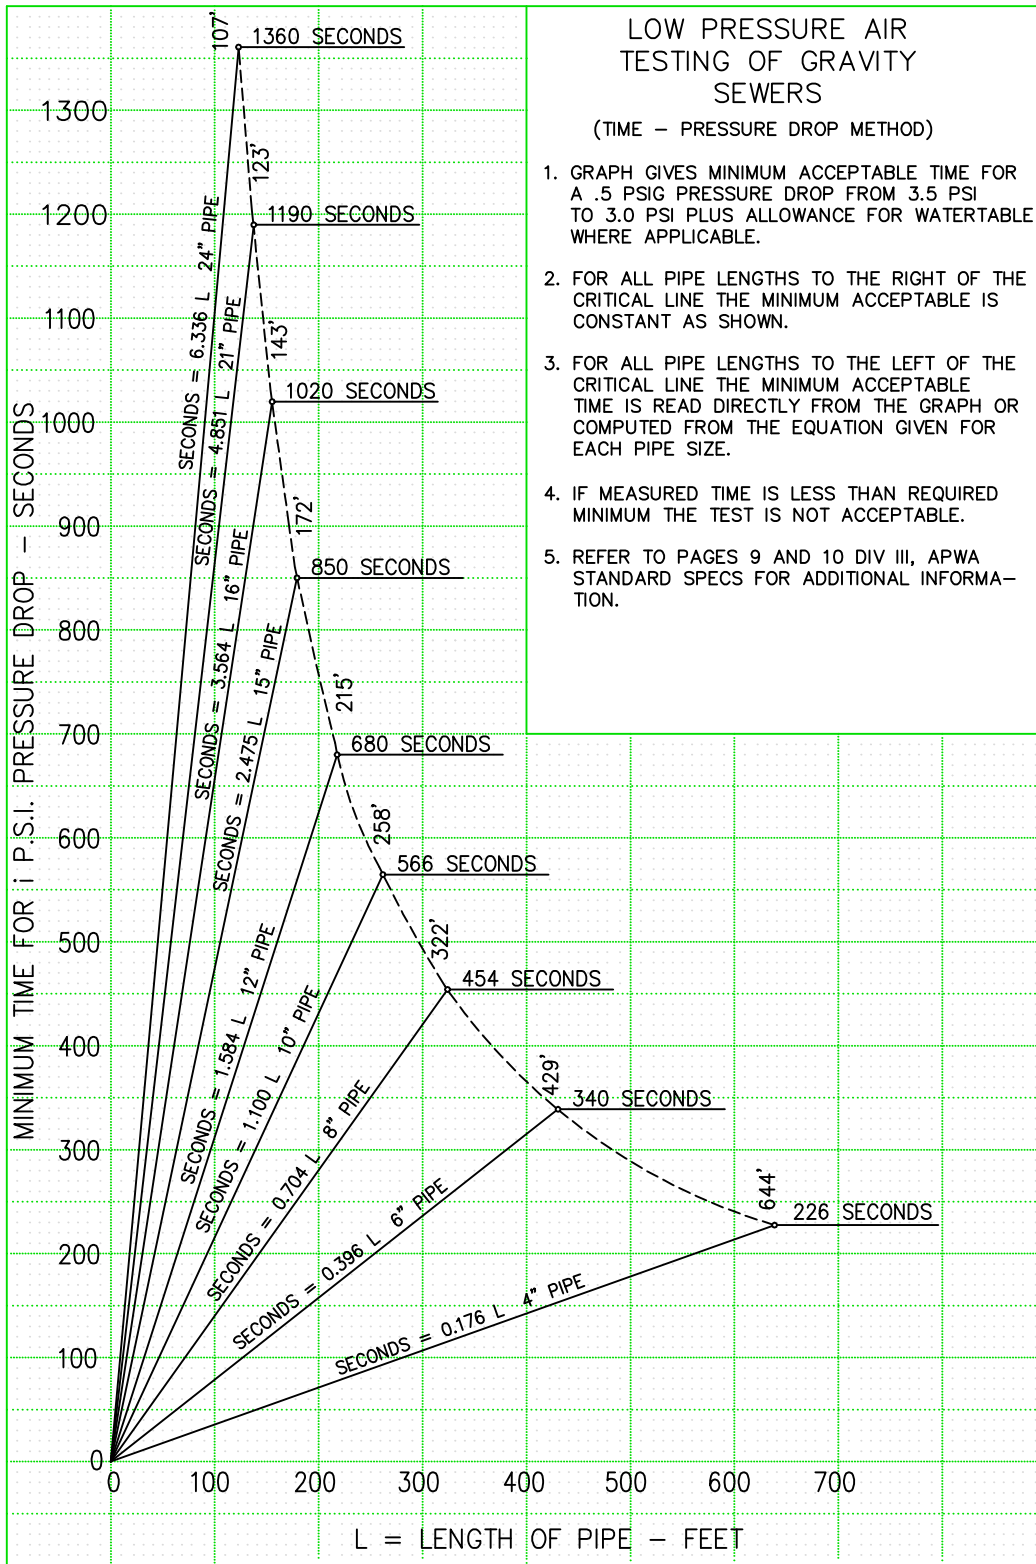 LOW PRESSURE AIR
TESTING OF GRAVITY
SEWERS
(TIME – PRESSURE DROP METHOD)
1. GRAPH GIVES MINIMUM ACCEPTABLE TIME FOR
A .5 PSIG PRESSURE DROP FROM 3.5 PSI
TO 3.0 PSI PLUS ALLOWANCE FOR WATERTABLE
WHERE APPLICABLE.
2. FOR ALL PIPE LENGTHS TO THE RIGHT OF THE
CRITICAL LINE THE MINIMUM ACCEPTABLE IS
CONSTANT AS SHOWN.
3. FOR ALL PIPE LENGTHS TO THE LEFT OF THE
CRITICAL LINE THE MINIMUM ACCEPTABLE
TIME IS READ DIRECTLY FROM THE GRAPH OR
COMPUTED FROM THE EQUATION GIVEN FOR
EACH PIPE SIZE.
4. IF MEASURED TIME IS LESS THAN REQUIRED
MINIMUM THE TEST IS NOT ACCEPTABLE.
5. REFER TO PAGES 9 AND 10 DIV III, APWA
STANDARD SPECS FOR ADDITIONAL INFORMA–
TION.
MINIMUM TIME FOR i P.S.I. PRESSURE DROP – SECONDS
1300
1200
1100
1000
900
800
700
600
500
400
300
200
100
0
107'
1360 SECONDS
123'
1190 SECONDS
143'
1020 SECONDS
172'
850 SECONDS
215'
680 SECONDS
258'
566 SECONDS
322'
454 SECONDS
429'
340 SECONDS
644'
226 SECONDS
SECONDS = 6.336 L 24" PIPE
SECONDS = 4.851 L 21" PIPE
SECONDS = 3.564 L 16" PIPE
SECONDS = 2.475 L 15" PIPE
SECONDS = 1.584 L 12" PIPE
SECONDS = 1.100 L 10" PIPE
SECONDS = 0.704 L 8" PIPE
SECONDS = 0.396 L 6" PIPE
SECONDS = 0.176 L 4" PIPE
0 100 200 300 400 500 600 700
L = LENGTH OF PIPE – FEET